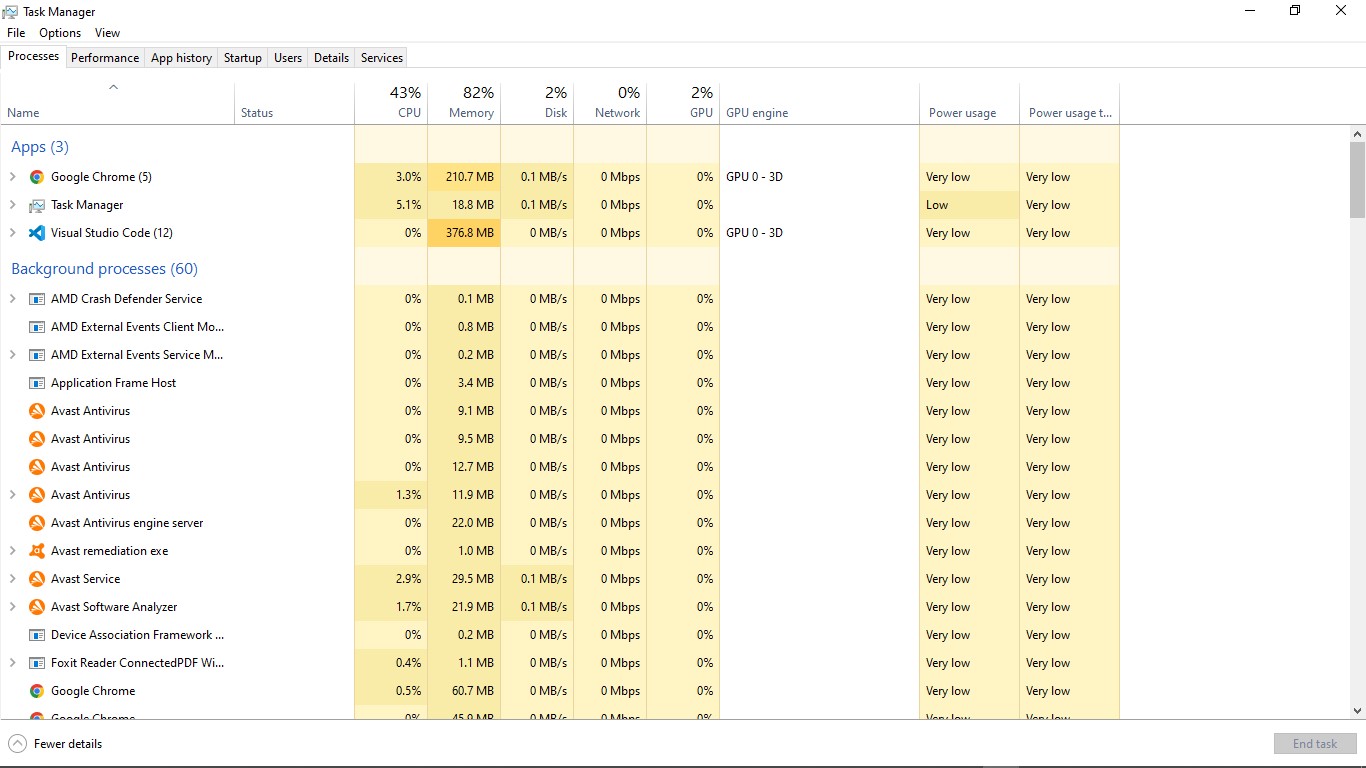 Task Manager
File Options View
Processes Performance App history Startup Users Details Services
43% 82% 2% 0% 2%
Name Status CPU Memory Disk Network GPU GPU engine Power usage Power usage t...
Apps (3)
Google Chrome (5) 3.0% 210.7 MB 0.1 MB/s 0 Mbps 0% GPU 0 - 3D Very low Very low
Task Manager 5.1% 18.8 MB 0.1 MB/s 0 Mbps 0% Low Very low
Visual Studio Code (12) 0% 376.8 MB 0 MB/s 0 Mbps 0% GPU 0 - 3D Very low Very low
Background processes (60)
AMD Crash Defender Service 0% 0.1 MB 0 MB/s 0 Mbps 0% Very low Very low
AMD External Events Client Mo... 0% 0.8 MB 0 MB/s 0 Mbps 0% Very low Very low
AMD External Events Service M... 0% 0.2 MB 0 MB/s 0 Mbps 0% Very low Very low
Application Frame Host 0% 3.4 MB 0 MB/s 0 Mbps 0% Very low Very low
Avast Antivirus 0% 9.1 MB 0 MB/s 0 Mbps 0% Very low Very low
Avast Antivirus 0% 9.5 MB 0 MB/s 0 Mbps 0% Very low Very low
Avast Antivirus 0% 12.7 MB 0 MB/s 0 Mbps 0% Very low Very low
Avast Antivirus 1.3% 11.9 MB 0 MB/s 0 Mbps 0% Very low Very low
Avast Antivirus engine server 0% 22.0 MB 0 MB/s 0 Mbps 0% Very low Very low
Avast remediation exe 0% 1.0 MB 0 MB/s 0 Mbps 0% Very low Very low
Avast Service 2.9% 29.5 MB 0.1 MB/s 0 Mbps 0% Very low Very low
Avast Software Analyzer 1.7% 21.9 MB 0.1 MB/s 0 Mbps 0% Very low Very low
Device Association Framework ... 0% 0.2 MB 0 MB/s 0 Mbps 0% Very low Very low
Foxit Reader ConnectedPDF Wi... 0.4% 1.1 MB 0 MB/s 0 Mbps 0% Very low Very low
Google Chrome 0.5% 60.7 MB 0 MB/s 0 Mbps 0% Very low Very low
Google Chrome 0% 45.9 MB 0 MB/s 0 Mbps 0% Very low Very low
Fewer details End task